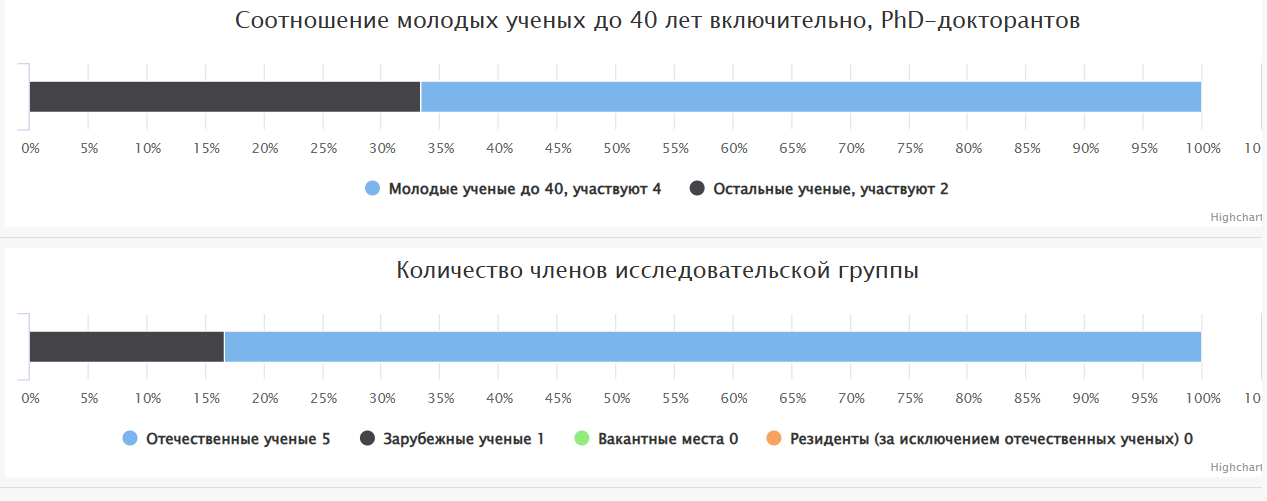 Соотношение молодых ученых до 40 лет включительно, PhD-докторантов
0% 5% 10% 15% 20% 25% 30% 35% 40% 45% 50% 55% 60% 65% 70% 75% 80% 85% 90% 95% 100% 10
Молодые ученые до 40, участвуют 4 Остальные ученые, участвуют 2
Highchart
Количество членов исследовательской группы
0% 5% 10% 15% 20% 25% 30% 35% 40% 45% 50% 55% 60% 65% 70% 75% 80% 85% 90% 95% 100% 10
Отечественные ученые 5 Зарубежные ученые 1 Вакантные места 0 Резиденты (за исключением отечественных ученых) 0
Highchart